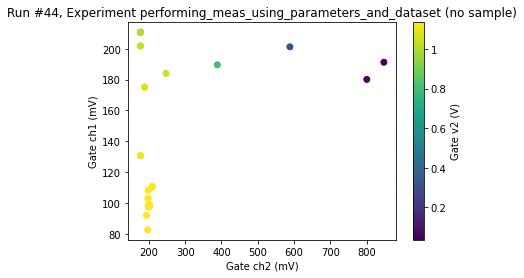 Run #44, Experiment performing_meas_using_parameters_and_dataset (no sample)
200
180
160
140
120
100
80
Gate ch1 (mV)
200 300 400 500 600 700 800
Gate ch2 (mV)
1
0.8
0.6
0.4
0.2
Gate v2 (V)